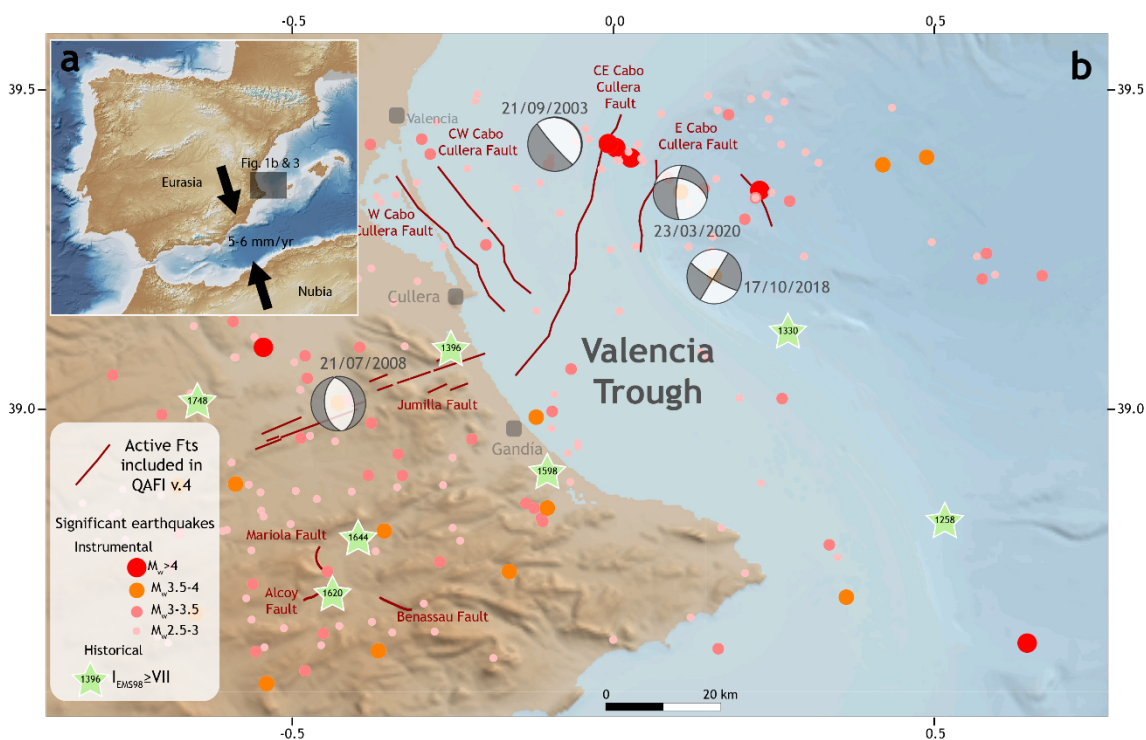 -0.5
0.0
0.5
a
b
39.5
39.5
Valencia
21/09/2003
CE Cabo
Cullera
Fault
E Cabo
Cullera Fault
CW Cabo
Cullera Fault
Fig. 1b & 3
Eurasia
5-6 mm/yr
Nubia
W Cabo
Cullera Fault
23/03/2020
17/10/2018
Cullera
1330
1396
Valencia
Trough
21/07/2008
Jumilla Fault
39.0
39.0
1748
Gandía
1598
1258
Active Fts
included in
QAFI v.4
Significant earthquakes
Instrumental
Mw>4
Mw3.5-4
Mw3-3.5
Mw2.5-3
Historical
1396
IEMS98≥VII
Mariola Fault
1644
Alcoy
Fault
1620
Benassau Fault
0
20 km
-0.5
0.0
0.5